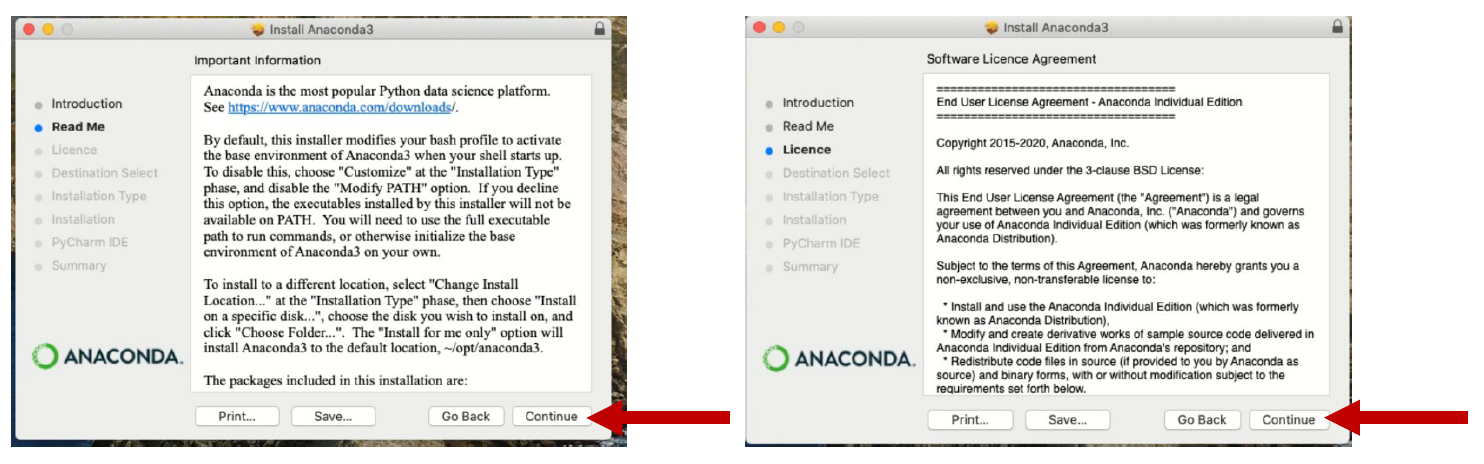 Install Anaconda3
Important Information
Introduction
Read Me
Licence
Destination Select
Installation Type
Installation
PyCharm IDE
Summary
ANACONDA.
Anaconda is the most popular Python data science platform.
See https://www.anaconda.com/downloads/.
By default, this installer modifies your bash profile to activate
the base environment of Anaconda3 when your shell starts up.
To disable this, choose "Customize" at the "Installation Type"
phase, and disable the "Modify PATH" option. If you decline
this option, the executables installed by this installer will not be
available on PATH. You will need to use the full executable
path to run commands, or otherwise initialize the base
environment of Anaconda3 on your own.
To install to a different location, select "Change Install
Location..." at the "Installation Type" phase, then choose "Install
on a specific disk...", choose the disk you wish to install on, and
click "Choose Folder...". The "Install for me only" option will
install Anaconda3 to the default location, ~/opt/anaconda3.
The packages included in this installation are:
Print... Save... Go Back Continue
Install Anaconda3
Software Licence Agreement
Introduction
Read Me
Licence
Destination Select
Installation Type
Installation
PyCharm IDE
Summary
ANACONDA.
===================================
End User License Agreement - Anaconda Individual Edition
===================================
Copyright 2015-2020, Anaconda, Inc.
All rights reserved under the 3-clause BSD License:
This End User License Agreement (the "Agreement") is a legal
agreement between you and Anaconda, Inc. ("Anaconda") and governs
your use of Anaconda Individual Edition (which was formerly known as
Anaconda Distribution).
Subject to the terms of this Agreement, Anaconda hereby grants you a
non-exclusive, non-transferable license to:
* Install and use the Anaconda Individual Edition (which was formerly
known as Anaconda Distribution),
* Modify and create derivative works of sample source code delivered in
Anaconda Individual Edition from Anaconda's repository; and
* Redistribute code files in source (if provided to you by Anaconda as
source) and binary forms, with or without modification subject to the
requirements set forth below.
Print... Save... Go Back Continue